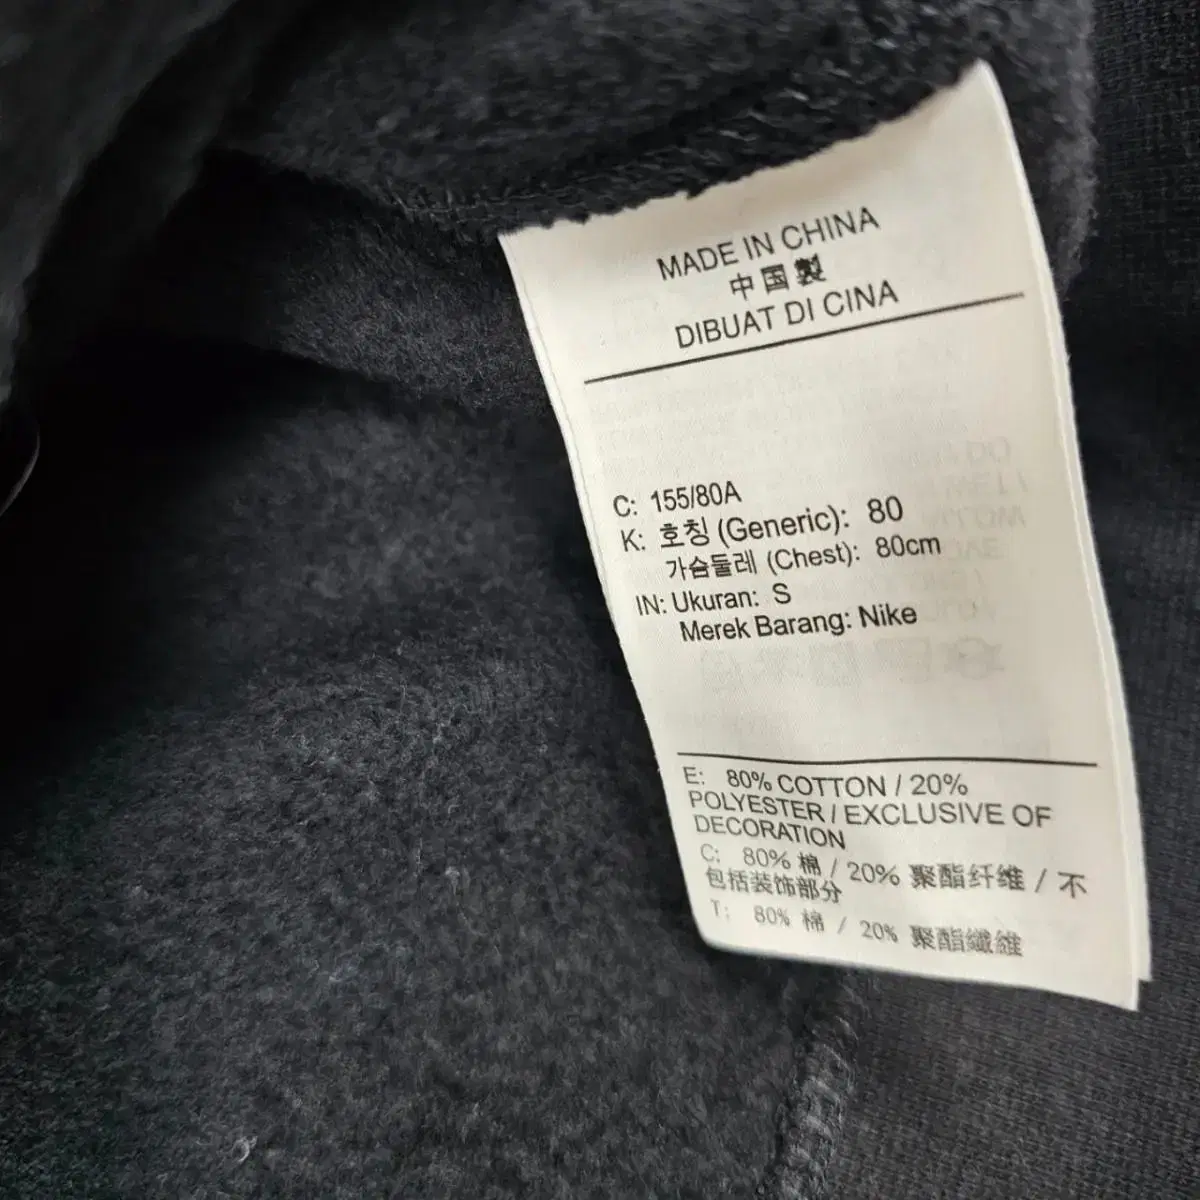 MADE IN CHINA
中国製
DIBUAT DI CINA
C: 155/80A
K: 호칭 (Generic): 80
가슴둘레 (Chest): 80cm
IN: Ukuran: S
Merek Barang: Nike
E: 80% COTTON / 20%
POLYESTER / EXCLUSIVE OF
DECORATION
C: 80% 棉 / 20% 聚酯纤维 / 不
包括装饰部分
T: 80% 棉 / 20% 聚酯纖維